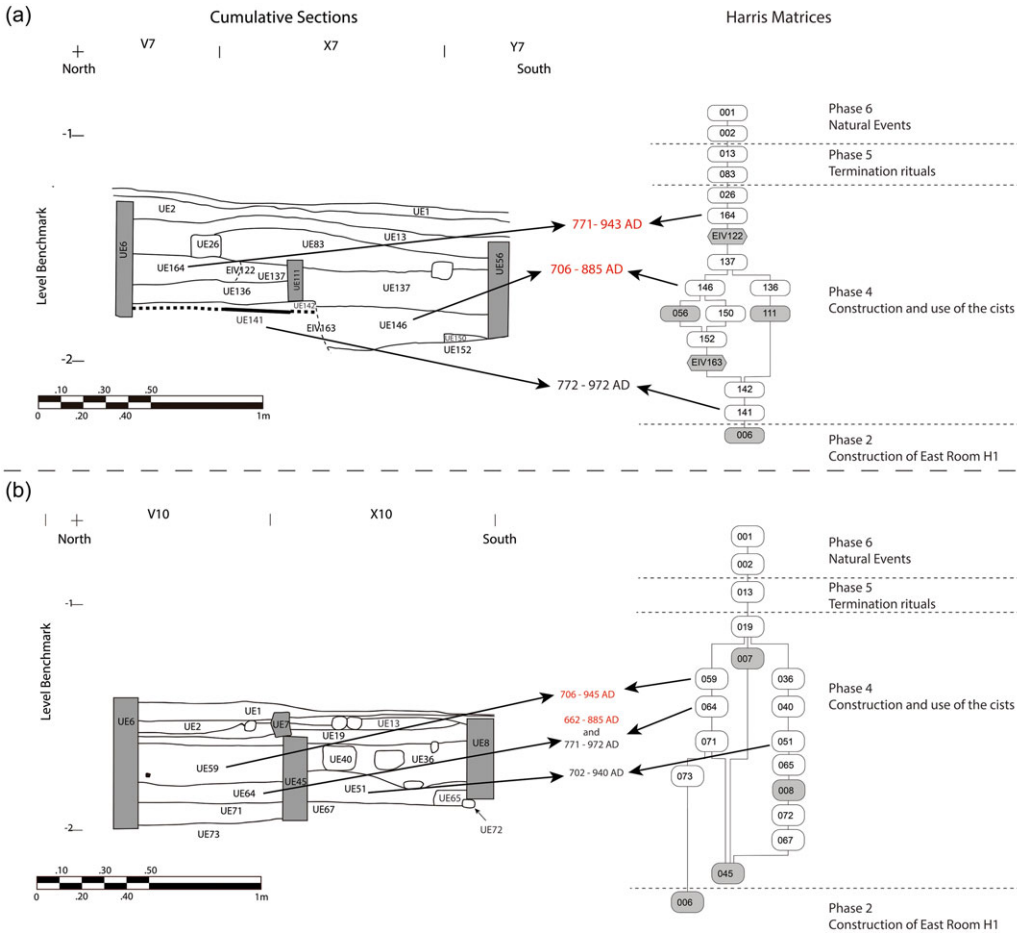 (a)
Cumulative Sections
Harris Matrices
V7 | X7 | Y7
North
South
Level Benchmark
-1
-2
UE2
UE1
UE6
UE26
UE83
UE13
UE56
UE164
EIV122
UE137
UE111
UE137
UE136
UE142
UE141
EIV163
UE146
UE150
UE152
.10 .30 .50
0 .20 .40 1m
771- 943 AD
706 - 885 AD
772 - 972 AD
001
002
013
083
026
164
EIV122
137
146 136
056 150 111
152
EIV163
142
141
006
Phase 6
Natural Events
Phase 5
Termination rituals
Phase 4
Construction and use of the cists
Phase 2
Construction of East Room H1
(b)
| V10 | X10 |
North
South
Level Benchmark
-1
-2
UE6
UE1
UE2
UE7
UE13
UE19
UE8
UE59
UE40
UE36
UE45
UE64
UE51
UE65
UE71
UE67
UE72
UE73
.10 .30 .50
0 .20 .40 1m
706 - 945 AD
662 - 885 AD
and
771 - 972 AD
702 - 940 AD
001
002
013
019
007
059 036
064 040
071 051
073 065
008
072
067
045
006
Phase 6
Natural Events
Phase 5
Termination rituals
Phase 4
Construction and use of the cists
Phase 2
Construction of East Room H1